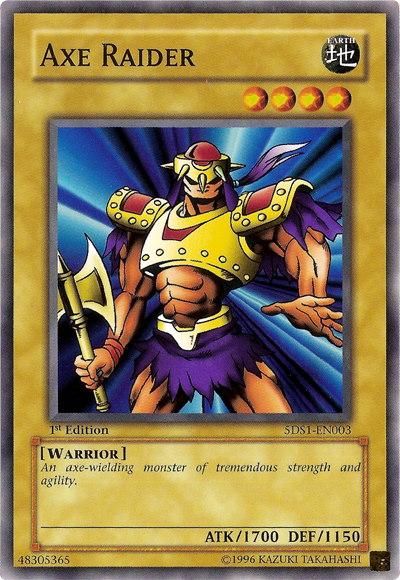 AXE RAIDER
EARTH
地
1st Edition
5DS1-EN003
[WARRIOR]
An axe-wielding monster of tremendous strength and
agility.
ATK/1700 DEF/1150
48305365
©1996 KAZUKI TAKAHASHI